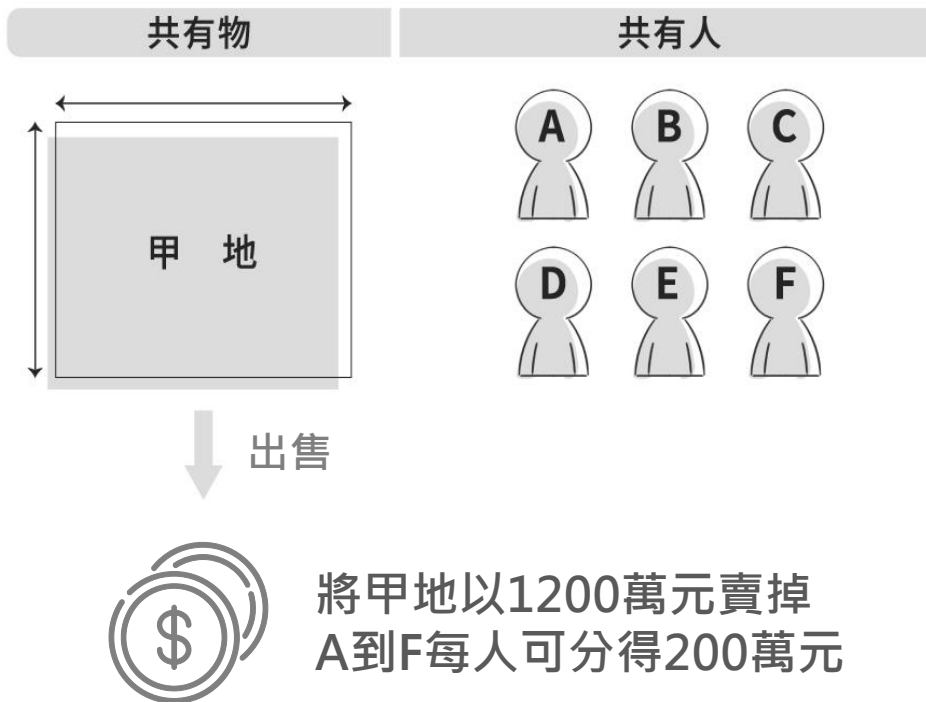 共有物
共有人
甲 地
A
B
C
D
E
F
出售
$
將甲地以1200萬元賣掉
A到F每人可分得200萬元